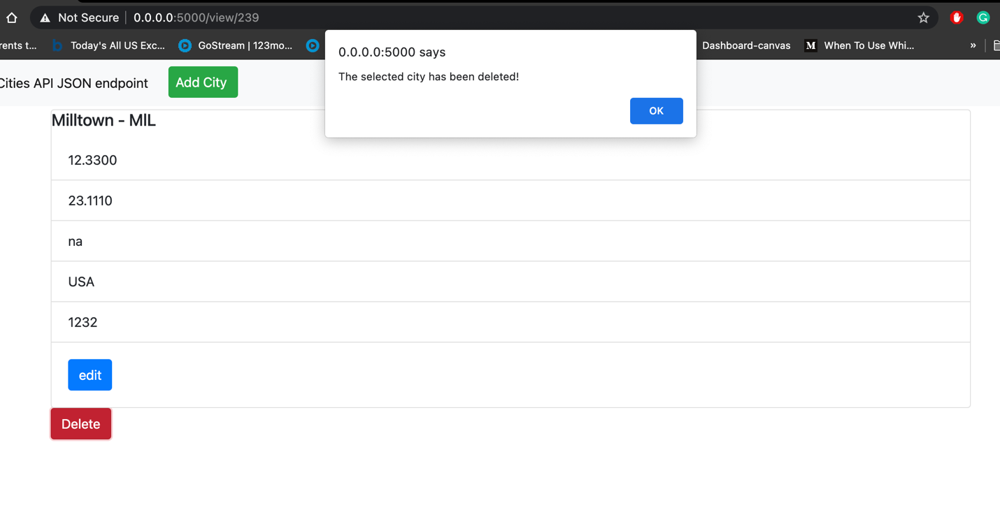 Not Secure | 0.0.0.0:5000/view/239
rents t... b Today's All US Exc... GoStream | 123mo... Dashboard-canvas M When To Use Whi... »
0.0.0.0:5000 says
The selected city has been deleted!
OK
Cities API JSON endpoint Add City
Milltown - MIL
12.3300
23.1110
na
USA
1232
edit
Delete